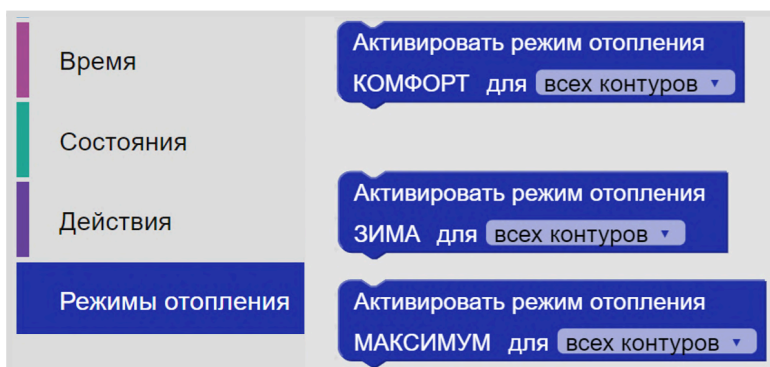 Время
Состояния
Действия
Режимы отопления
Активировать режим отопления
КОМФОРТ для всех контуров
Активировать режим отопления
ЗИМА для всех контуров
Активировать режим отопления
МАКСИМУМ для всех контуров